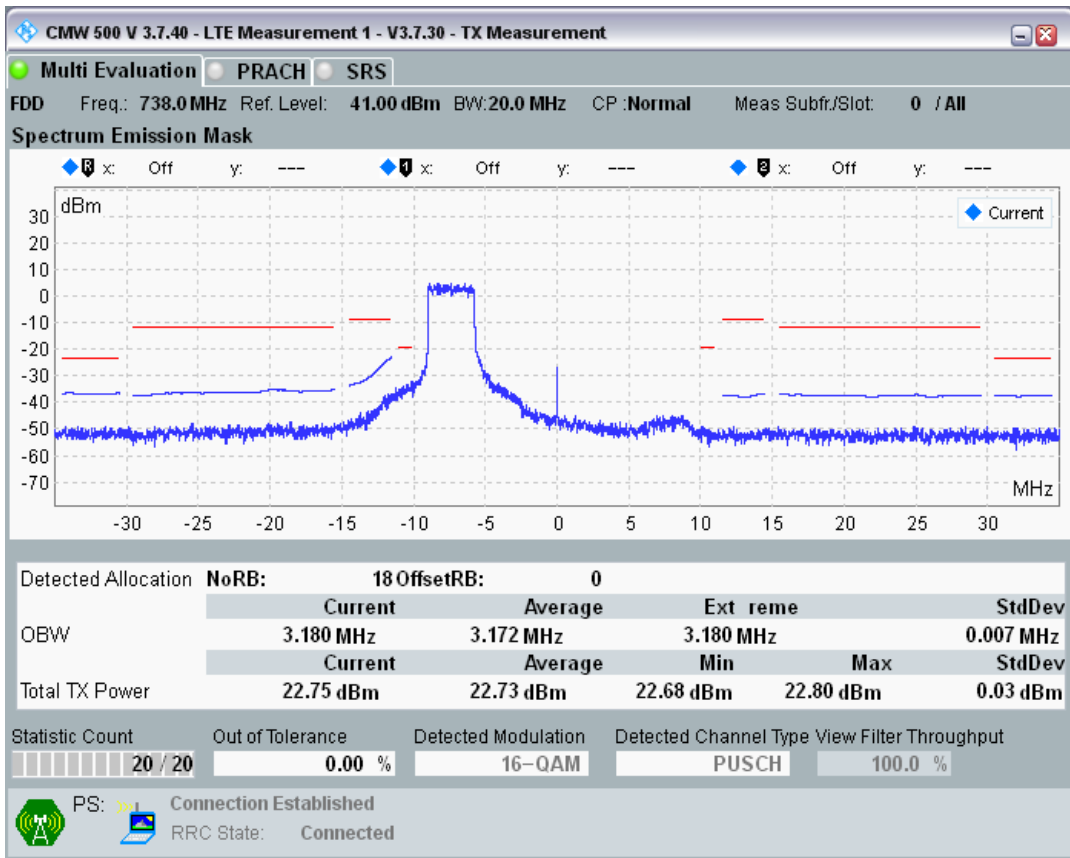 CMW 500 V 3.7.40 - LTE Measurement 1 - V3.7.30 - TX Measurement
Multi Evaluation PRACH SRS
FDD Freq.: 738.0 MHz Ref. Level: 41.00 dBm BW: 20.0 MHz CP : Normal Meas Subfr./Slot: 0 / All
Spectrum Emission Mask
R x: Off y: --- 1 x: Off y: --- 2 x: Off y: ---
dBm
Current
30
20
10
0
-10
-20
-30
-40
-50
-60
-70
MHz
-30 -25 -20 -15 -10 -5 0 5 10 15 20 25 30
Detected Allocation NoRB: 18 OffsetRB: 0
Current Average Ext reme StdDev
OBW 3.180 MHz 3.172 MHz 3.180 MHz 0.007 MHz
Current Average Min Max StdDev
Total TX Power 22.75 dBm 22.73 dBm 22.68 dBm 22.80 dBm 0.03 dBm
Statistic Count Out of Tolerance Detected Modulation Detected Channel Type View Filter Throughput
20 / 20 0.00 % 16-QAM PUSCH 100.0 %
PS: Connection Established
RRC State: Connected